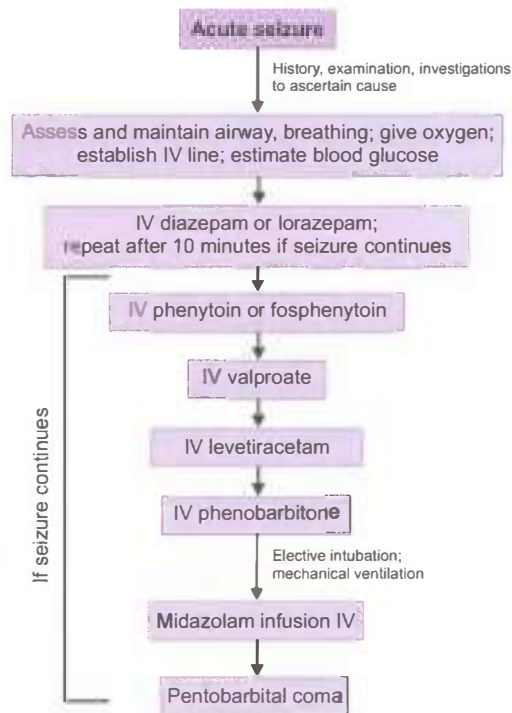 Acute seizure
History, examination, investigations
to ascertain cause
Assess and maintain airway, breathing; give oxygen;
establish IV line; estimate blood glucose
IV diazepam or lorazepam;
repeat after 10 minutes if seizure continues
If seizure continues
IV phenytoin or fosphenytoin
IV valproate
IV levetiracetam
IV phenobarbitone
Elective intubation;
mechanical ventilation
Midazolam infusion IV
Pentobarbital coma